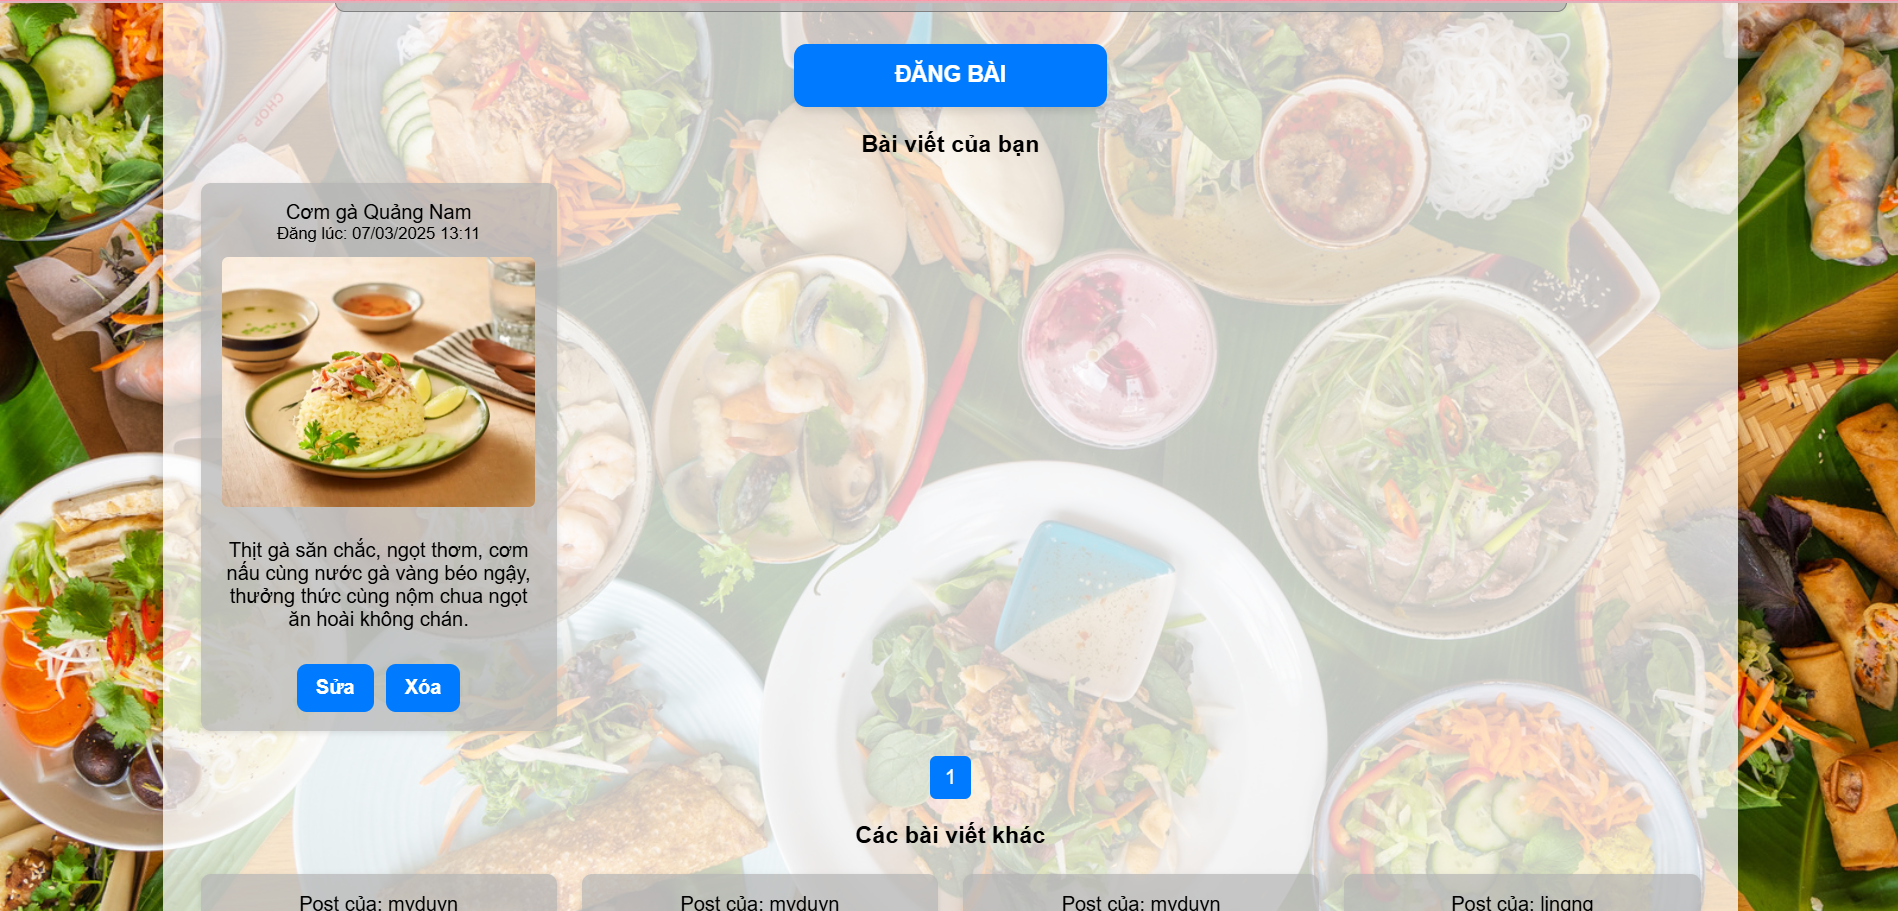 ĐĂNG BÀI
Bài viết của bạn
Cơm gà Quảng Nam
Đăng lúc: 07/03/2025 13:11
Thịt gà săn chắc, ngọt thơm, cơm
nấu cùng nước gà vàng béo ngậy,
thưởng thức cùng nộm chua ngọt
ăn hoài không chán.
Sửa
Xóa
1
Các bài viết khác
Post của: myduyn
Post của: myduyn
Post của: myduyn
Post của: lingng
CHOP